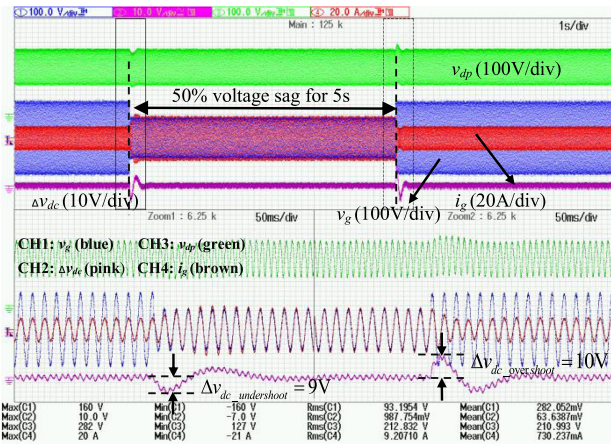 ① 100.0 V/div ② 10.0 V/div ③ 100.0 V/div ④ 20.0 A/div
Main : 125 k 1s/div
v_dp (100V/div)
50% voltage sag for 5s
Δv_dc (10V/div)
v_g (100V/div)
i_g (20A/div)
Zoom1 : 6.25 k 50ms/div Zoom2 : 6.25 k 50ms/div
CH1: v_g (blue) CH3: v_dp (green)
CH2: Δv_dc (pink) CH4: i_g (brown)
Δv_dc_overshoot = 10V
Δv_dc_undershoot = 9V
Max(C1) 160 V Min(C1) -160 V Rms(C1) 93.1954 V Mean(C1) 282.052mV
Max(C2) 10.0 V Min(C2) -7.0 V Rms(C2) 987.754mV Mean(C2) 63.6387mV
Max(C3) 282 V Min(C3) 127 V Rms(C3) 212.832 V Mean(C3) 210.993 V
Max(C4) 20 A Min(C4) -21 A Rms(C4) 9.20710 A Mean(C4) 230.237mA